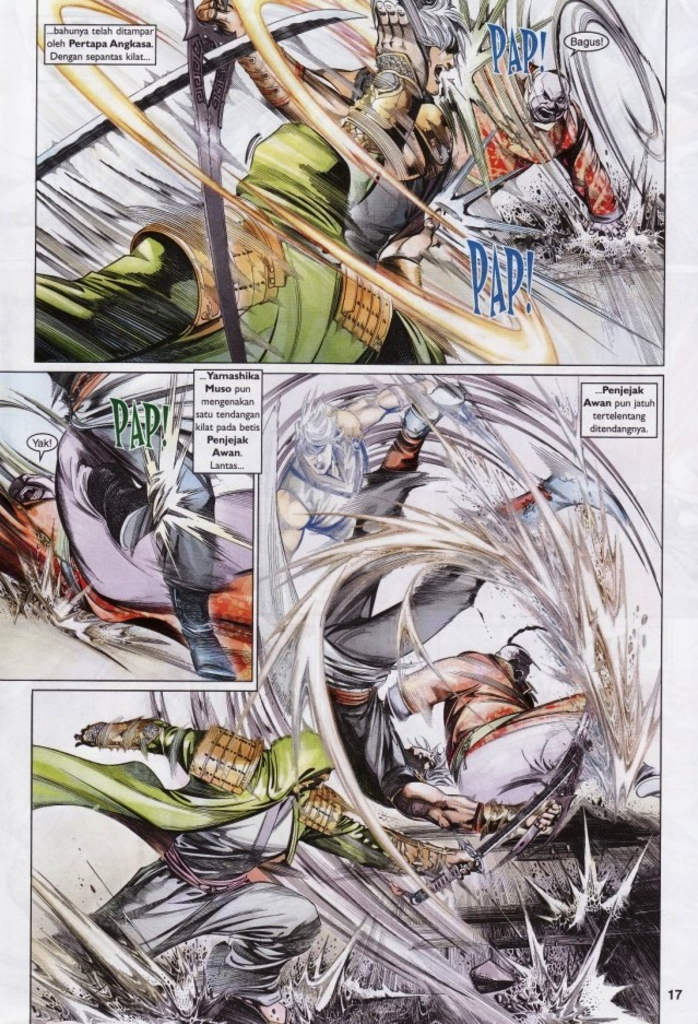 ...bahunya telah ditampar
oleh Pertapa Angkasa.
Dengan sepantas kilat...
PAP!
Bagus!
PAP!
Yak!
PAP!
...Yamashika
Muso pun
mengenakan
satu tendangan
kilat pada betis
Penjejak
Awan.
Lantas...
...Penjejak
Awan pun jatuh
tertelentang
ditendangnya.
17